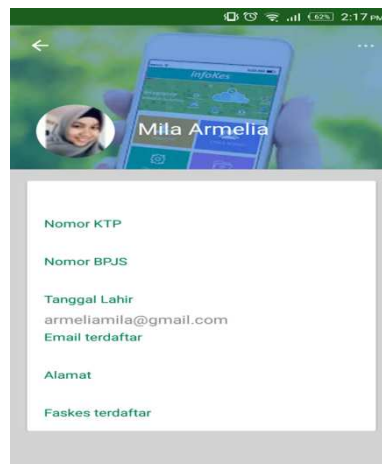 62% 2:17 PM
infoKes
Mila Armelia
Nomor KTP
Nomor BPJS
Tanggal Lahir
armeliamila@gmail.com
Email terdaftar
Alamat
Faskes terdaftar